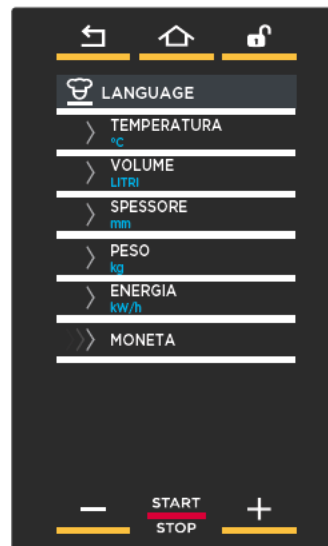 LANGUAGE
TEMPERATURA
°C
VOLUME
LITRI
SPESSORE
mm
PESO
kg
ENERGIA
kW/h
MONETA
START
STOP